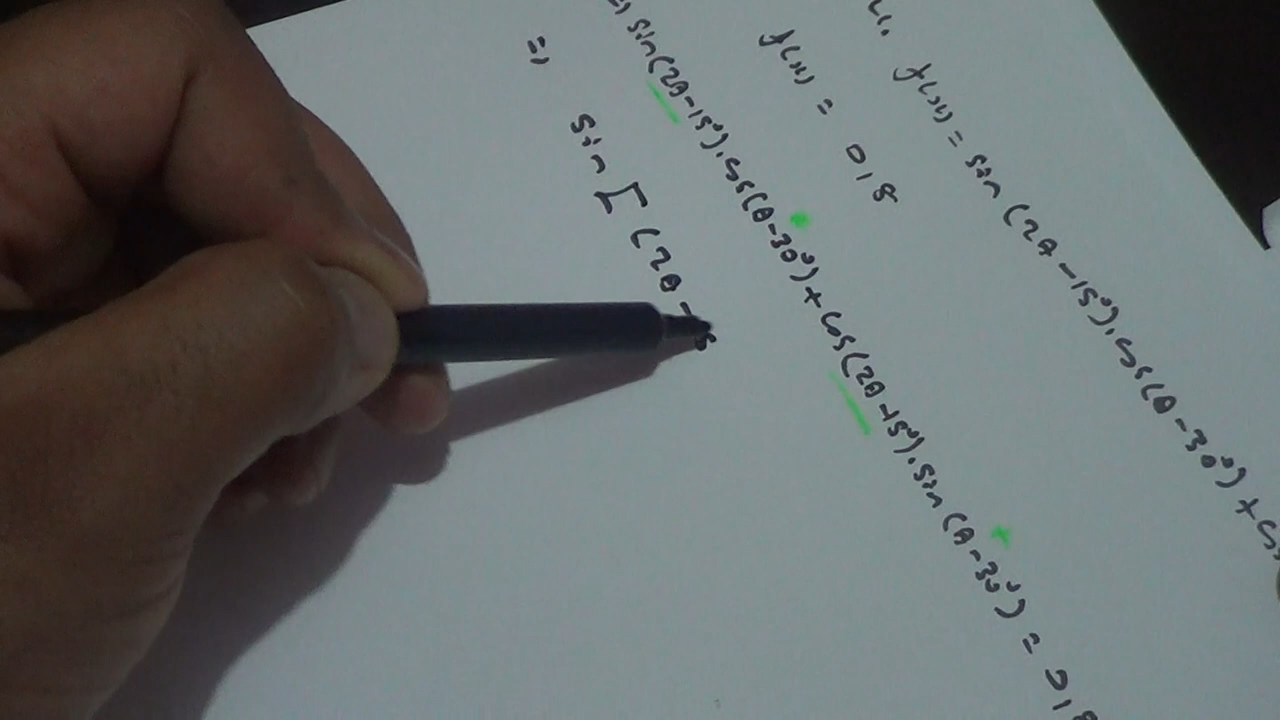 f(x) = sin(2θ-15°).cos(θ-30°)+cos
f(x) = 0,8
sin(2θ-15°).cos(θ-30°)+cos(2θ-15°).sin(θ-30°) = 0,8
=) sin[(2θ-